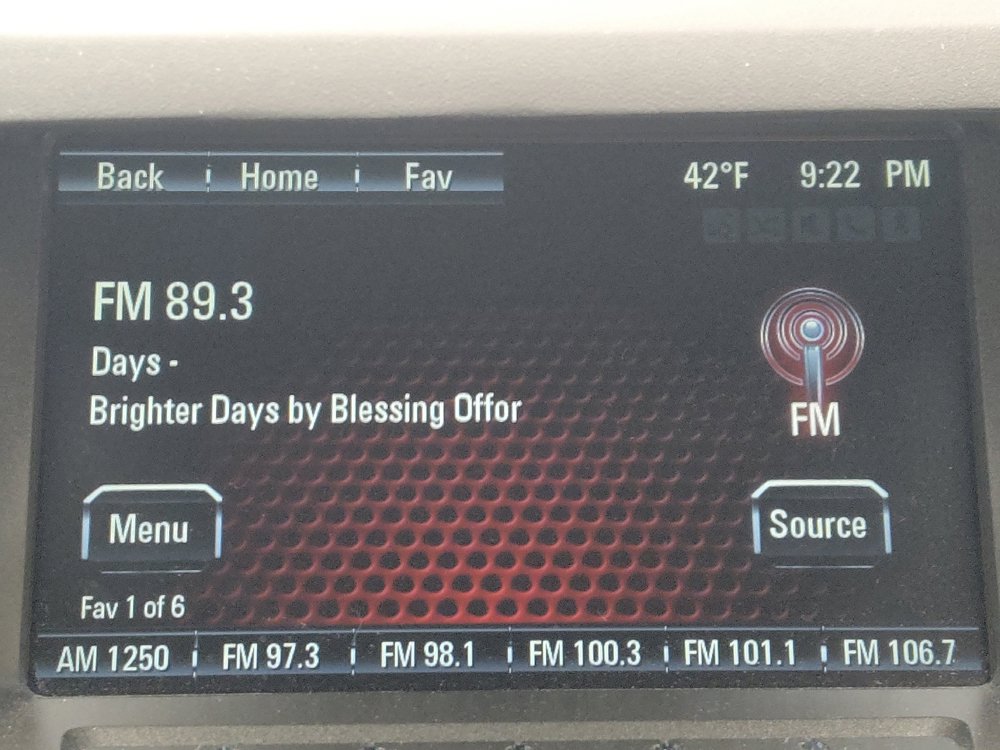 Back Home Fav 42°F 9:22 PM
FM 89.3
Days -
Brighter Days by Blessing Offor
FM
Menu
Source
Fav 1 of 6
AM 1250 FM 97.3 FM 98.1 FM 100.3 FM 101.1 FM 106.7